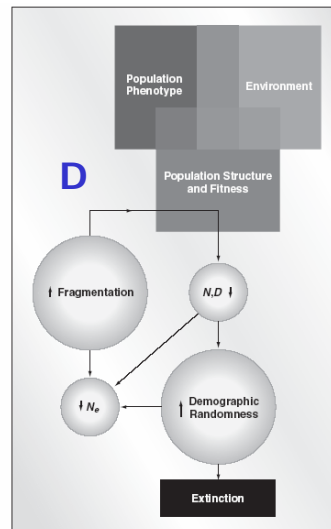 Population
Phenotype
Environment
Population Structure
and Fitness
D
Fragmentation
N,D
Ne
Demographic
Randomness
Extinction